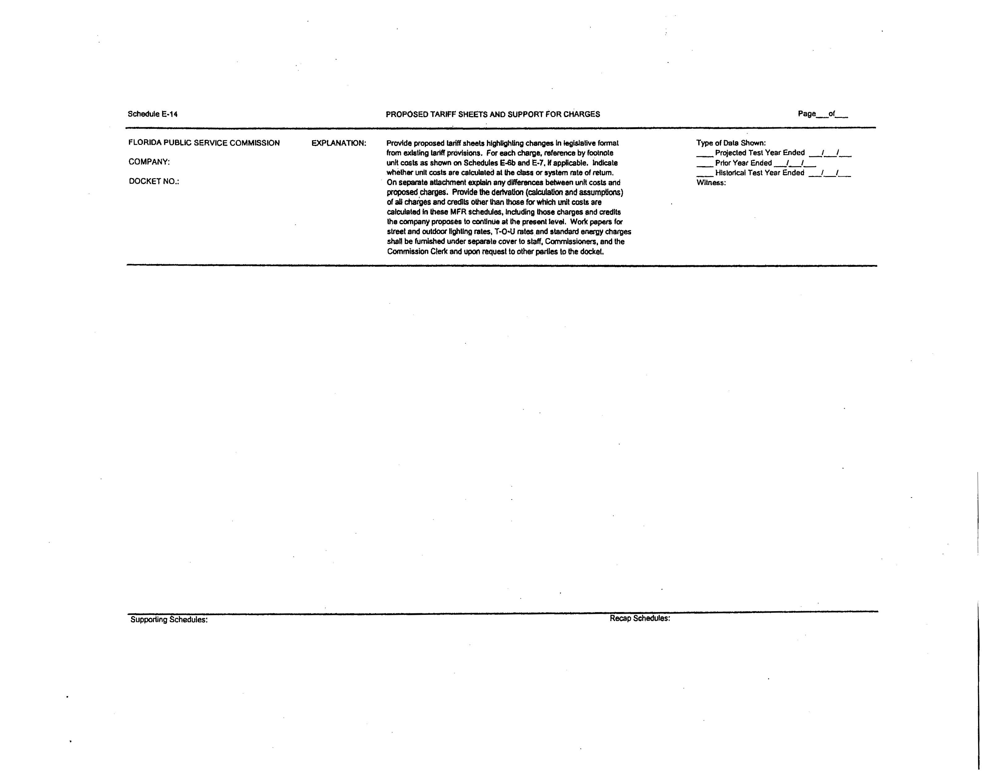 Schedule E-14
PROPOSED TARIFF SHEETS AND SUPPORT FOR CHARGES
Page___of___
FLORIDA PUBLIC SERVICE COMMISSION
COMPANY:
DOCKET NO.:
EXPLANATION:
Provide proposed tariff sheets highlighting changes in legislative format
from existing tariff provisions. For each charge, reference by footnote
unit costs as shown on Schedules E-6b and E-7, if applicable. Indicate
whether unit costs are calculated at the class or system rate of return.
On separate attachment explain any differences between unit costs and
proposed charges. Provide the derivation (calculation and assumptions)
of all charges and credits other than those for which unit costs are
calculated in these MFR schedules, including those charges and credits
the company proposes to continue at the present level. Work papers for
street and outdoor lighting rates, T-O-U rates and standard energy charges
shall be furnished under separate cover to staff, Commissioners, and the
Commission Clerk and upon request to other parties to the docket.
Type of Data Shown:
____ Projected Test Year Ended ___/___/___
____ Prior Year Ended ___/___/___
____ Historical Test Year Ended ___/___/___
Witness:
Supporting Schedules:
Recap Schedules: